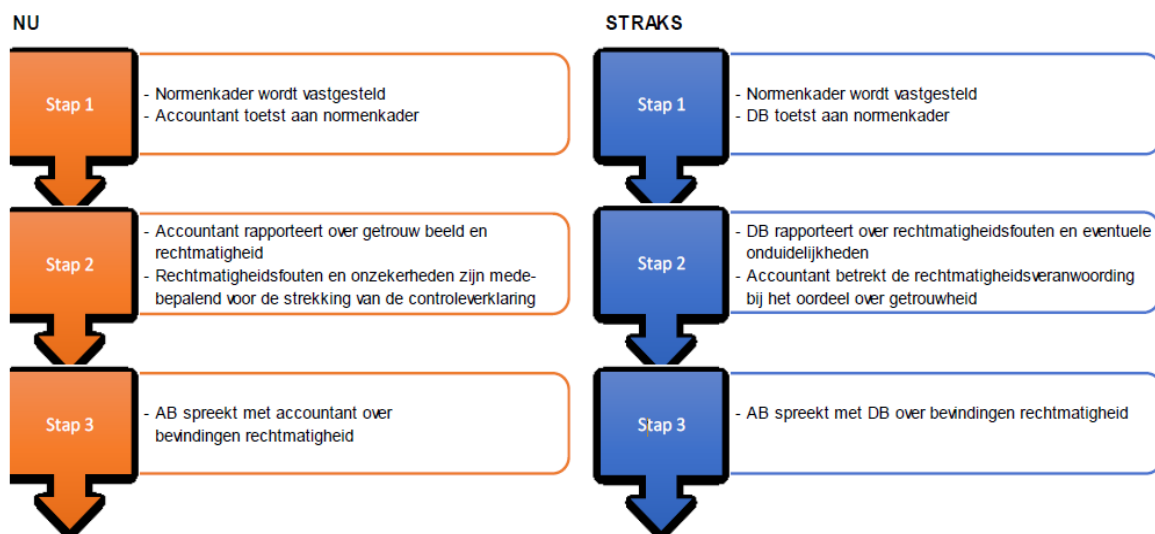 NU
Stap 1
- Normenkader wordt vastgesteld
- Accountant toetst aan normenkader
Stap 2
- Accountant rapporteert over getrouw beeld en
rechtmatigheid
- Rechtmatigheidsfouten en onzekerheden zijn mede-
bepalend voor de strekking van de controleverklaring
Stap 3
- AB spreekt met accountant over
bevindingen rechtmatigheid
STRAKS
Stap 1
- Normenkader wordt vastgesteld
- DB toetst aan normenkader
Stap 2
- DB rapporteert over rechtmatigheidsfouten en eventuele
onduidelijkheden
- Accountant betrekt de rechtmatigheidsveranwoording
bij het oordeel over getrouwheid
Stap 3
- AB spreekt met DB over bevindingen rechtmatigheid